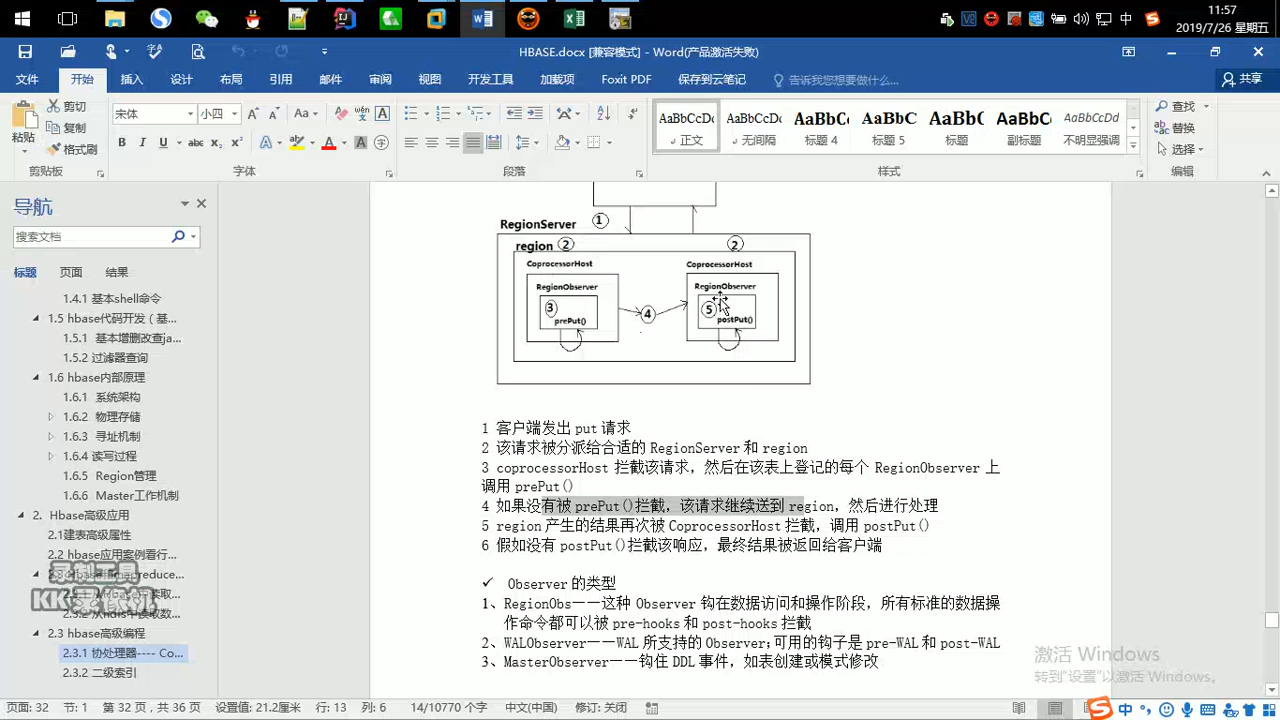 11:57
中
2019/7/26 星期五
HBASE.docx [兼容模式] - Word(产品激活失败)
文件 开始 插入 设计 布局 引用 邮件 审阅 视图 开发工具 加载项 Foxit PDF 保存到云笔记 告诉我您想要做什么... 共享
剪切
复制
格式刷
粘贴
宋体 小四
AaBbCcDc AaBbCcDc AaBbC AaBbC AaBb( AaBbC AaBbCcDd
正文 无间隔 标题 4 标题 5 标题 副标题 不明显强调
查找
替换
选择
剪贴板 字体 段落 样式 编辑
导航
搜索文档
标题 页面 结果
1.4.1 基本shell命令
1.5 hbase代码开发（基...
1.5.1 基本增删改查ja...
1.5.2 过滤器查询
1.6 hbase内部原理
1.6.1 系统架构
1.6.2 物理存储
1.6.3 寻址机制
1.6.4 读写过程
1.6.5 Region管理
1.6.6 Master工作机制
2. Hbase高级应用
2.1建表高级属性
2.2 hbase应用案例看行...
2.3 hbase高级编程
2.3.1 协处理器---- Co...
2.3.2 二级索引
RegionServer ①
region ② ②
CoprocessorHost CoprocessorHost
RegionObserver RegionObserver
③ prePut() ④ ⑤ postPut()
1 客户端发出 put 请求
2 该请求被分派给合适的 RegionServer 和 region
3 coprocessorHost 拦截该请求，然后在该表上登记的每个 RegionObserver 上
调用 prePut()
4 如果没有被 prePut()拦截，该请求继续送到 region，然后进行处理
5 region 产生的结果再次被 CoprocessorHost 拦截，调用 postPut()
6 假如没有 postPut()拦截该响应，最终结果被返回给客户端
✓ Observer 的类型
1、RegionObs——这种 Observer 钩在数据访问和操作阶段，所有标准的数据操
作命令都可以被 pre-hooks 和 post-hooks 拦截
2、WALObserver——WAL 所支持的 Observer；可用的钩子是 pre-WAL 和 post-WAL
3、MasterObserver——钩住 DDL 事件，如表创建或模式修改
激活 Windows
转到"设置"以激活 Windows。
页面: 32 节: 1 第 32 页，共 36 页 设置值: 21.2厘米 行: 13 列: 6 14/10770 个字 中文(中国) 修订: 关闭
中